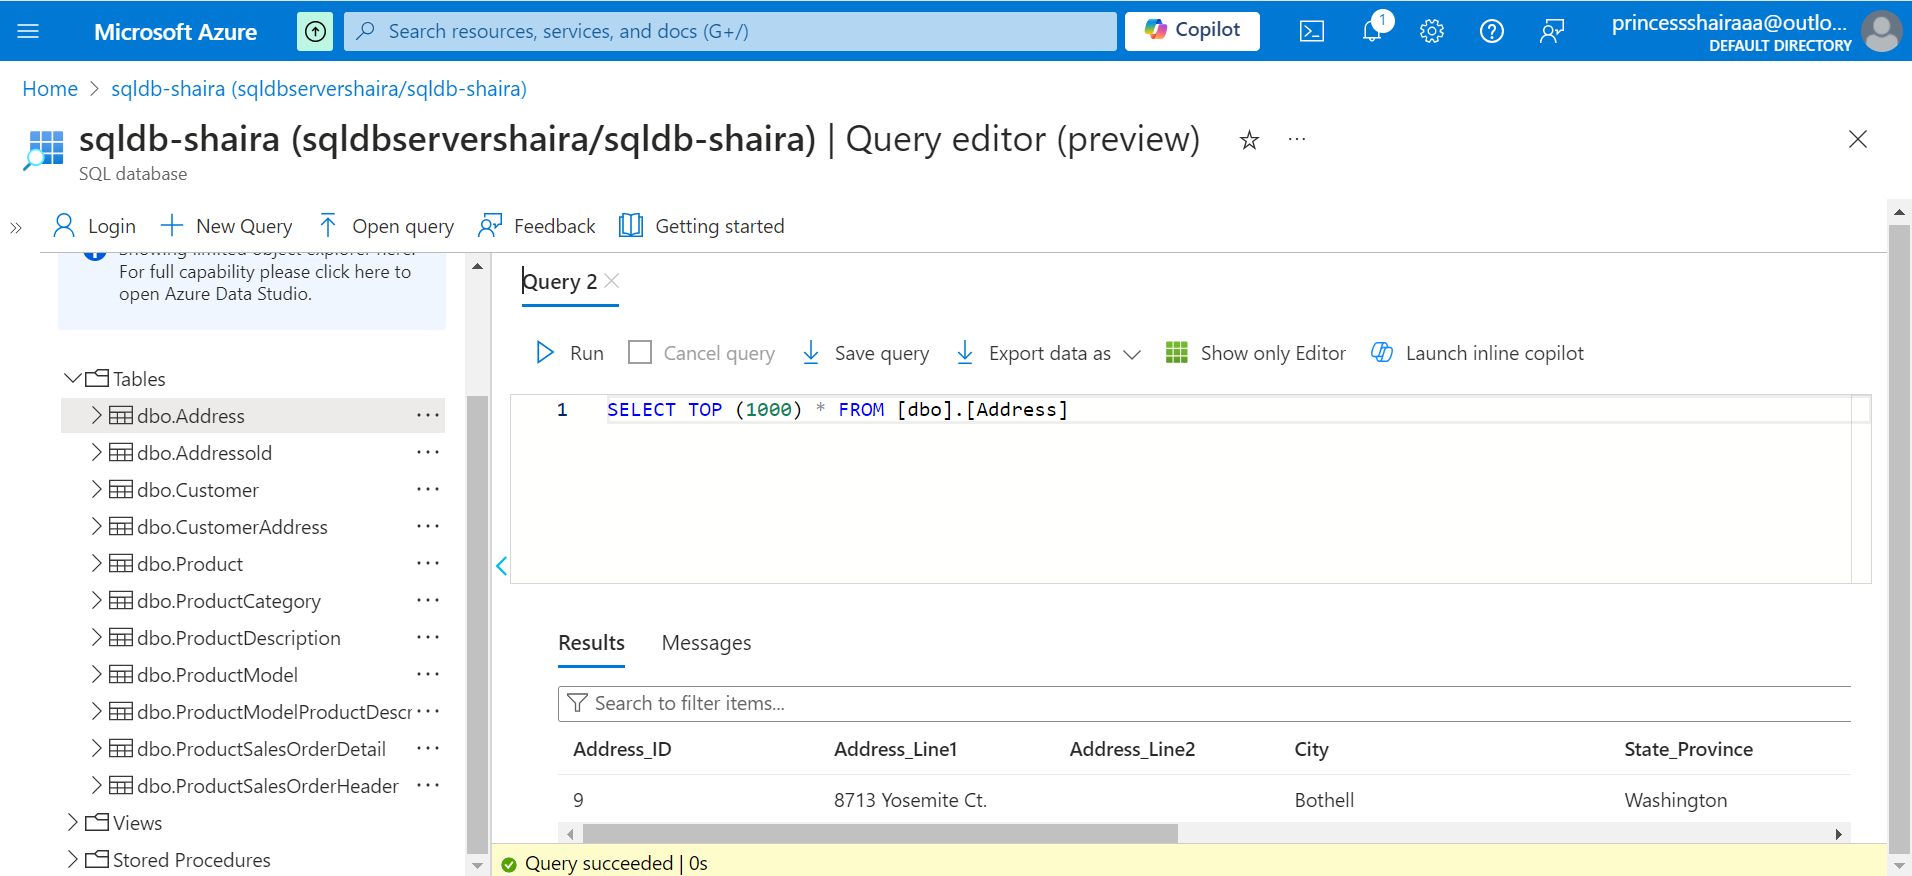 Microsoft Azure
Search resources, services, and docs (G+/)
Copilot
1
princessshairaaa@outlo...
DEFAULT DIRECTORY
Home > sqldb-shaira (sqldbservershaira/sqldb-shaira)
sqldb-shaira (sqldbservershaira/sqldb-shaira) | Query editor (preview)
SQL database
Login
New Query
Open query
Feedback
Getting started
Showing limited object explorer here.
For full capability please click here to
open Azure Data Studio.
Tables
dbo.Address
dbo.Addressold
dbo.Customer
dbo.CustomerAddress
dbo.Product
dbo.ProductCategory
dbo.ProductDescription
dbo.ProductModel
dbo.ProductModelProductDescr
dbo.ProductSalesOrderDetail
dbo.ProductSalesOrderHeader
Views
Stored Procedures
Query 2
Run
Cancel query
Save query
Export data as
Show only Editor
Launch inline copilot
1 SELECT TOP (1000) * FROM [dbo].[Address]
Results
Messages
Search to filter items...
Address_ID Address_Line1 Address_Line2 City State_Province
9 8713 Yosemite Ct. Bothell Washington
Query succeeded | 0s